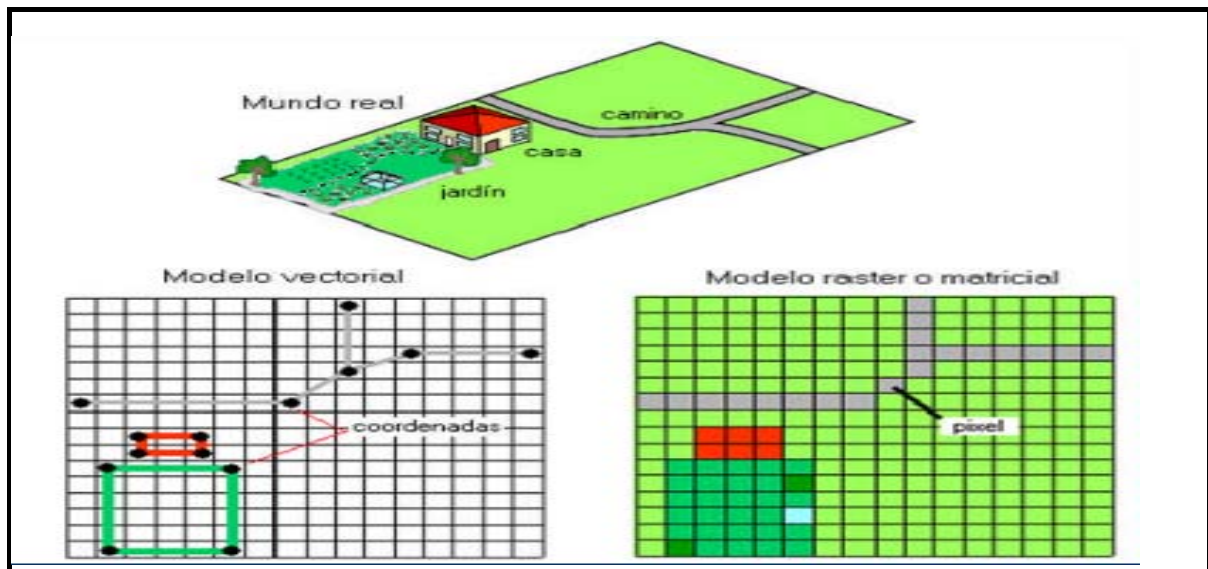 Mundo real
camino
casa
jardín
Modelo vectorial
Modelo raster o matricial
coordenadas
pixel